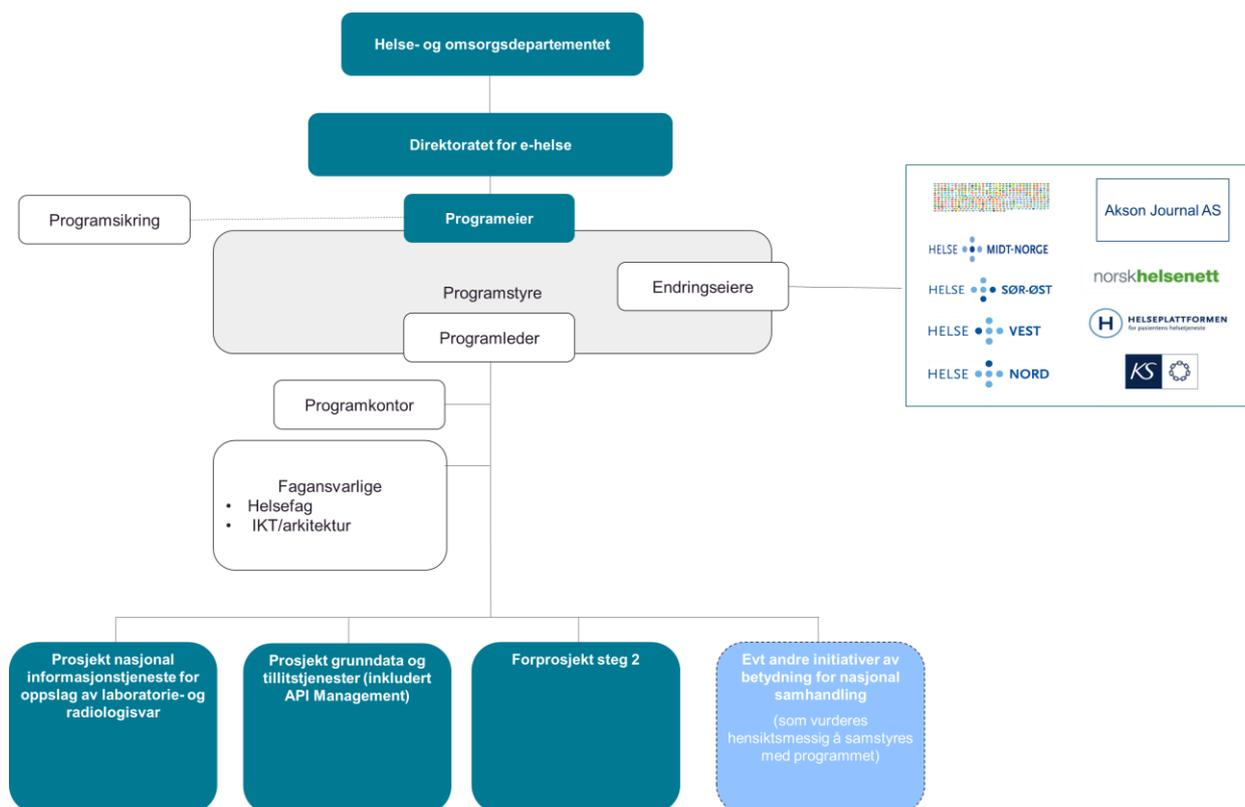 Helse- og omsorgsdepartementet
Direktoratet for e-helse
Programsikring
Programeier
Programstyre
Endringseiere
Programleder
Akson Journal AS
HELSE MIDT-NORGE
norskhelsenett
HELSE SØR-ØST
H HELSEPLATTFORMEN
for pasientens helsetjeneste
HELSE VEST
KS
HELSE NORD
Programkontor
Fagansvarlige
• Helsefag
• IKT/arkitektur
Prosjekt nasjonal
informasjonstjeneste for
oppslag av laboratorie- og
radiologisvar
Prosjekt grunndata og
tillitstjenester (inkludert
API Management)
Forprosjekt steg 2
Evt andre initiativer av
betydning for nasjonal
samhandling
(som vurderes
hensiktsmessig å samstyres
med programmet)